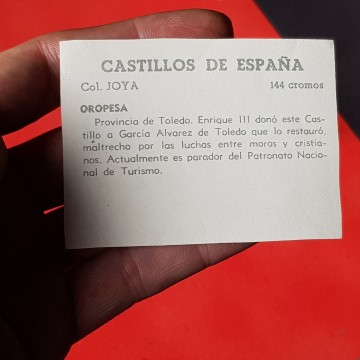 CASTILLOS DE ESPAÑA
Col. JOYA 144 cromos
OROPESA
Provincia de Toledo. Enrique III donó este Cas-
tillo a García Alvarez de Toledo que lo restauró,
maltrecho por las luchas entre moros y cristia-
nos. Actualmente es parador del Patronato Nacio-
nal de Turismo.